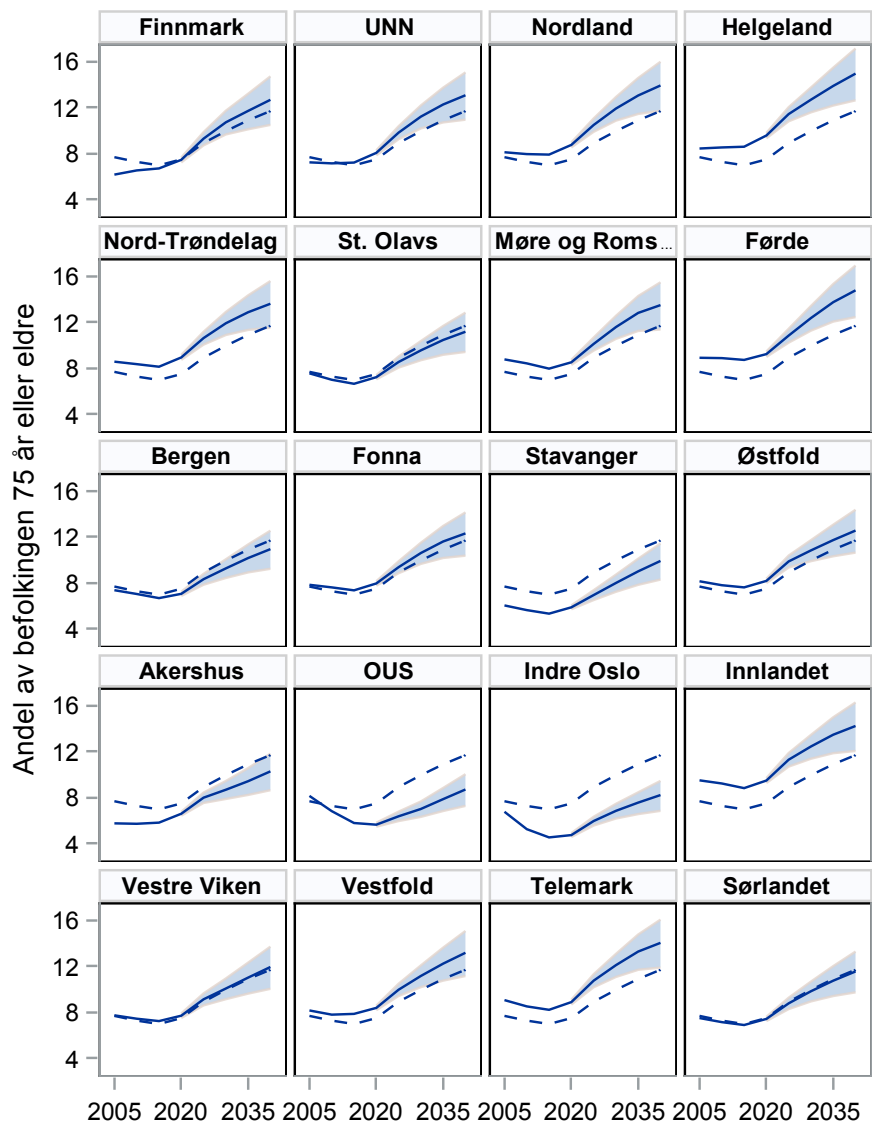 Finnmark UNN Nordland Helgeland
16
12
8
4
Nord-Trøndelag St. Olavs Møre og Roms... Førde
16
12
8
4
Andel av befolkingen 75 år eller eldre
Bergen Fonna Stavanger Østfold
16
12
8
4
Akershus OUS Indre Oslo Innlandet
16
12
8
4
Vestre Viken Vestfold Telemark Sørlandet
16
12
8
4
2005 2020 2035 2005 2020 2035 2005 2020 2035 2005 2020 2035